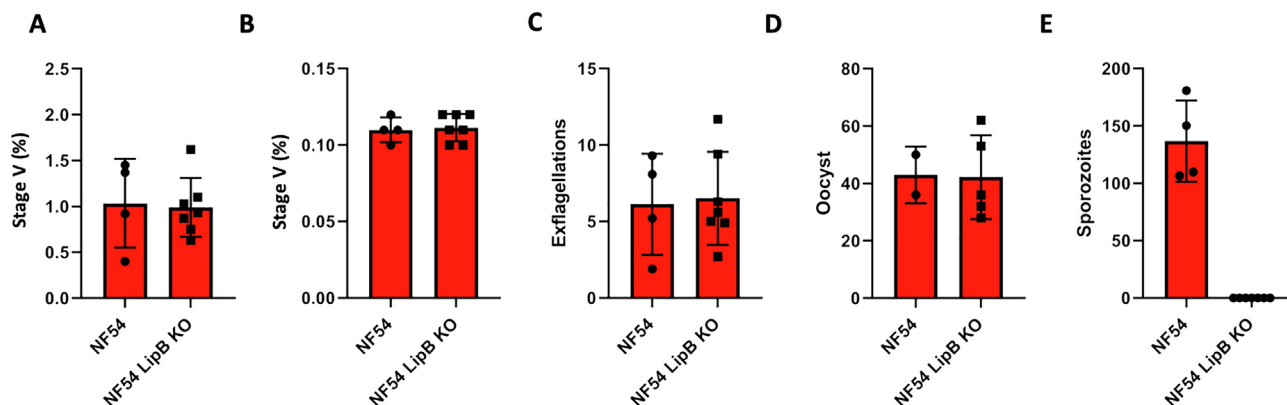 A
Stage V (%)
2.5
2.0
1.5
1.0
0.5
0.0
NF54
NF54 LipB KO
B
Stage V (%)
0.15
0.10
0.05
0.00
NF54
NF54 LipB KO
C
Exflagellations
15
10
5
0
NF54
NF54 LipB KO
D
Oocyst
80
60
40
20
0
NF54
NF54 LipB KO
E
Sporozoites
200
150
100
50
0
NF54
NF54 LipB KO